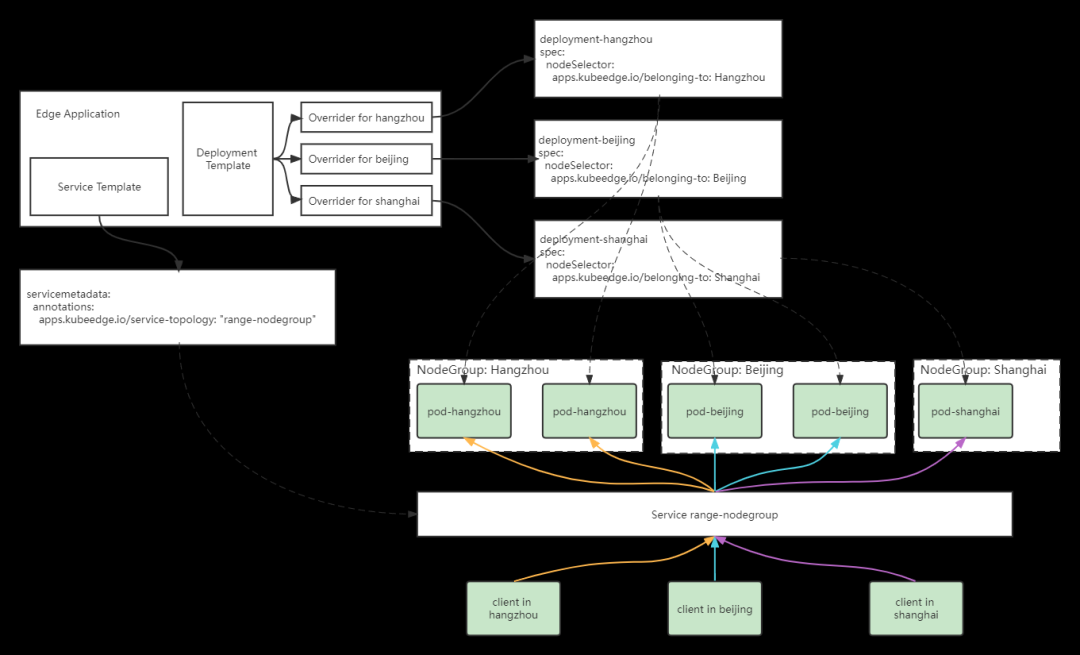 Edge Application
Service Template
Deployment
Template
Overrider for hangzhou
Overrider for beijing
Overrider for shanghai
deployment-hangzhou
spec:
nodeSelector:
apps.kubeedge.io/belonging-to: Hangzhou
deployment-beijing
spec:
nodeSelector:
apps.kubeedge.io/belonging-to: Beijing
deployment-shanghai
spec:
nodeSelector:
apps.kubeedge.io/belonging-to: Shanghai
servicemetadata:
annotations:
apps.kubeedge.io/service-topology: "range-nodegroup"
NodeGroup: Hangzhou
pod-hangzhou
pod-hangzhou
NodeGroup: Beijing
pod-beijing
pod-beijing
NodeGroup: Shanghai
pod-shanghai
Service range-nodegroup
client in
hangzhou
client in beijing
client in
shanghai